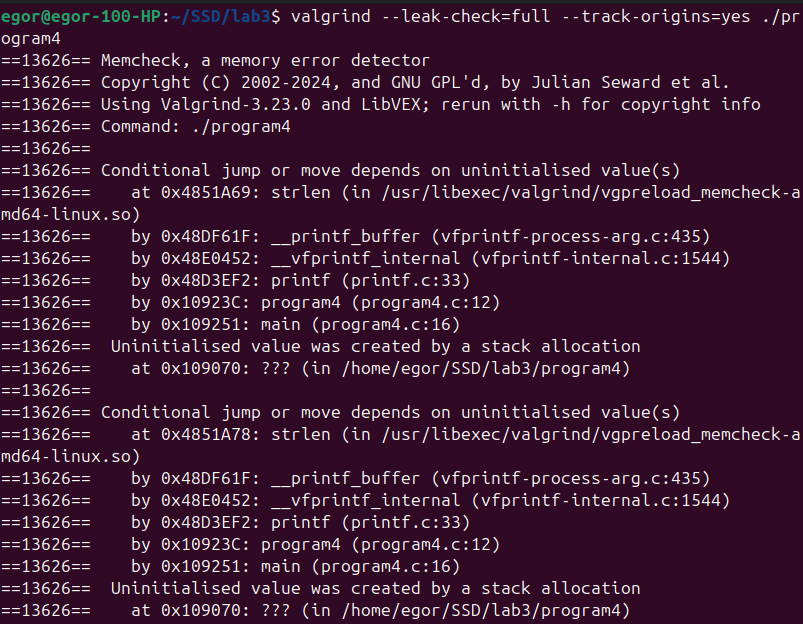 egor@egor-100-HP:~/SSD/lab3$ valgrind --leak-check=full --track-origins=yes ./pr
ogram4
==13626== Memcheck, a memory error detector
==13626== Copyright (C) 2002-2024, and GNU GPL'd, by Julian Seward et al.
==13626== Using Valgrind-3.23.0 and LibVEX; rerun with -h for copyright info
==13626== Command: ./program4
==13626==
==13626== Conditional jump or move depends on uninitialised value(s)
==13626==    at 0x4851A69: strlen (in /usr/libexec/valgrind/vgpreload_memcheck-a
md64-linux.so)
==13626==    by 0x48DF61F: __printf_buffer (vfprintf-process-arg.c:435)
==13626==    by 0x48E0452: __vfprintf_internal (vfprintf-internal.c:1544)
==13626==    by 0x48D3EF2: printf (printf.c:33)
==13626==    by 0x10923C: program4 (program4.c:12)
==13626==    by 0x109251: main (program4.c:16)
==13626==  Uninitialised value was created by a stack allocation
==13626==    at 0x109070: ??? (in /home/egor/SSD/lab3/program4)
==13626==
==13626== Conditional jump or move depends on uninitialised value(s)
==13626==    at 0x4851A78: strlen (in /usr/libexec/valgrind/vgpreload_memcheck-a
md64-linux.so)
==13626==    by 0x48DF61F: __printf_buffer (vfprintf-process-arg.c:435)
==13626==    by 0x48E0452: __vfprintf_internal (vfprintf-internal.c:1544)
==13626==    by 0x48D3EF2: printf (printf.c:33)
==13626==    by 0x10923C: program4 (program4.c:12)
==13626==    by 0x109251: main (program4.c:16)
==13626==  Uninitialised value was created by a stack allocation
==13626==    at 0x109070: ??? (in /home/egor/SSD/lab3/program4)